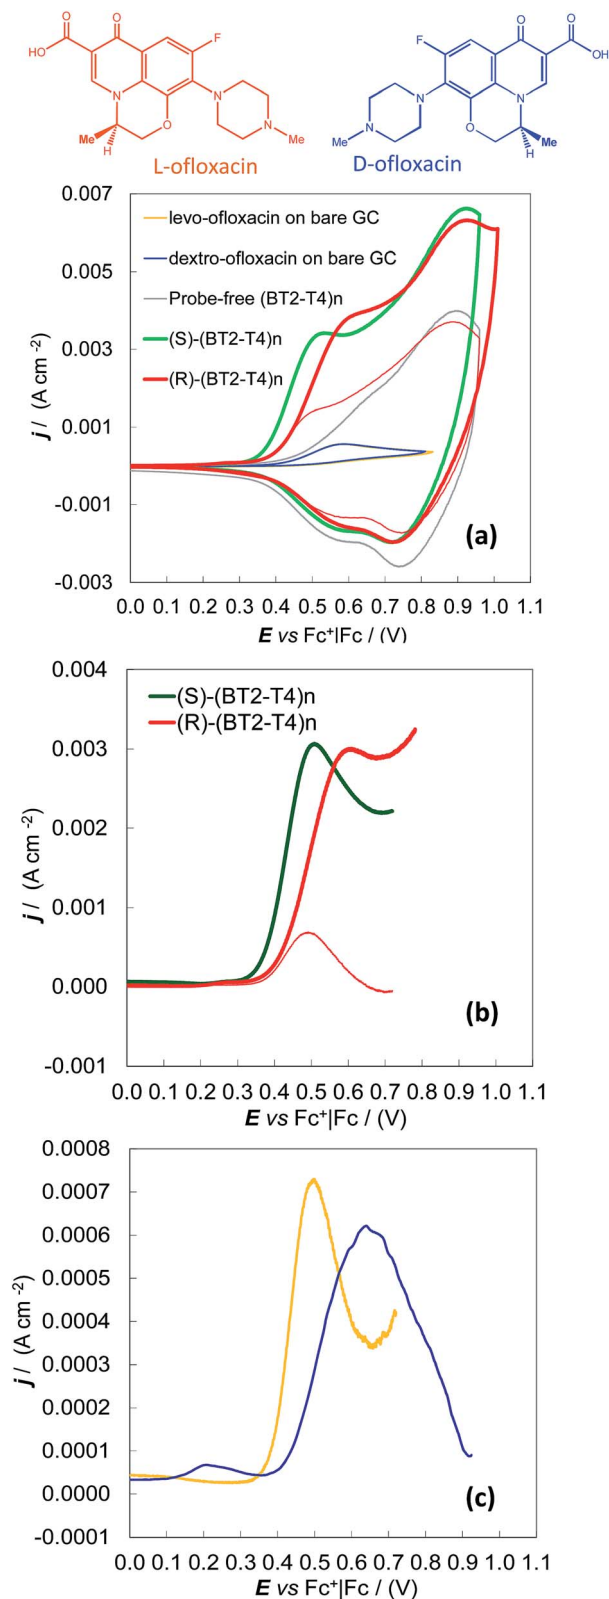 O O
HO F
N N
O N
Me H Me
L-ofloxacin
O O
F OH
N N
N O
Me H Me
D-ofloxacin
0.007
0.005
0.003
0.001
-0.001
-0.003
j / (A cm⁻²)
levo-ofloxacin on bare GC
dextro-ofloxacin on bare GC
Probe-free (BT2-T4)n
(S)-(BT2-T4)n
(R)-(BT2-T4)n
(a)
0.0 0.1 0.2 0.3 0.4 0.5 0.6 0.7 0.8 0.9 1.0 1.1
E vs Fc⁺|Fc / (V)
0.004
0.003
0.002
0.001
0.000
-0.001
j / (A cm⁻²)
(S)-(BT2-T4)n
(R)-(BT2-T4)n
(b)
0.0 0.1 0.2 0.3 0.4 0.5 0.6 0.7 0.8 0.9 1.0 1.1
E vs Fc⁺|Fc / (V)
0.0008
0.0007
0.0006
0.0005
0.0004
0.0003
0.0002
0.0001
0.0000
-0.0001
j / (A cm⁻²)
(c)
0.0 0.1 0.2 0.3 0.4 0.5 0.6 0.7 0.8 0.9 1.0 1.1
E vs Fc⁺|Fc / (V)